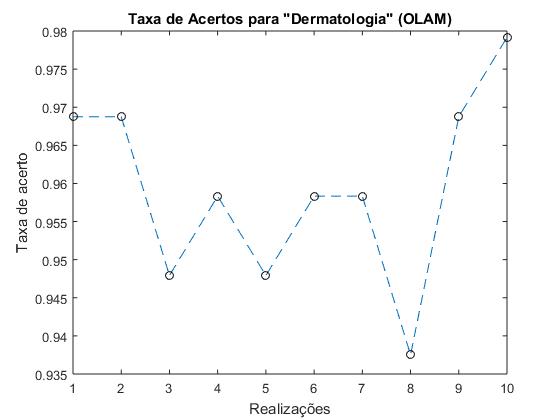 Taxa de Acertos para "Dermatologia" (OLAM)
0.98
0.975
0.97
0.965
0.96
0.955
0.95
0.945
0.94
0.935
Taxa de acerto
1 2 3 4 5 6 7 8 9 10
Realizações